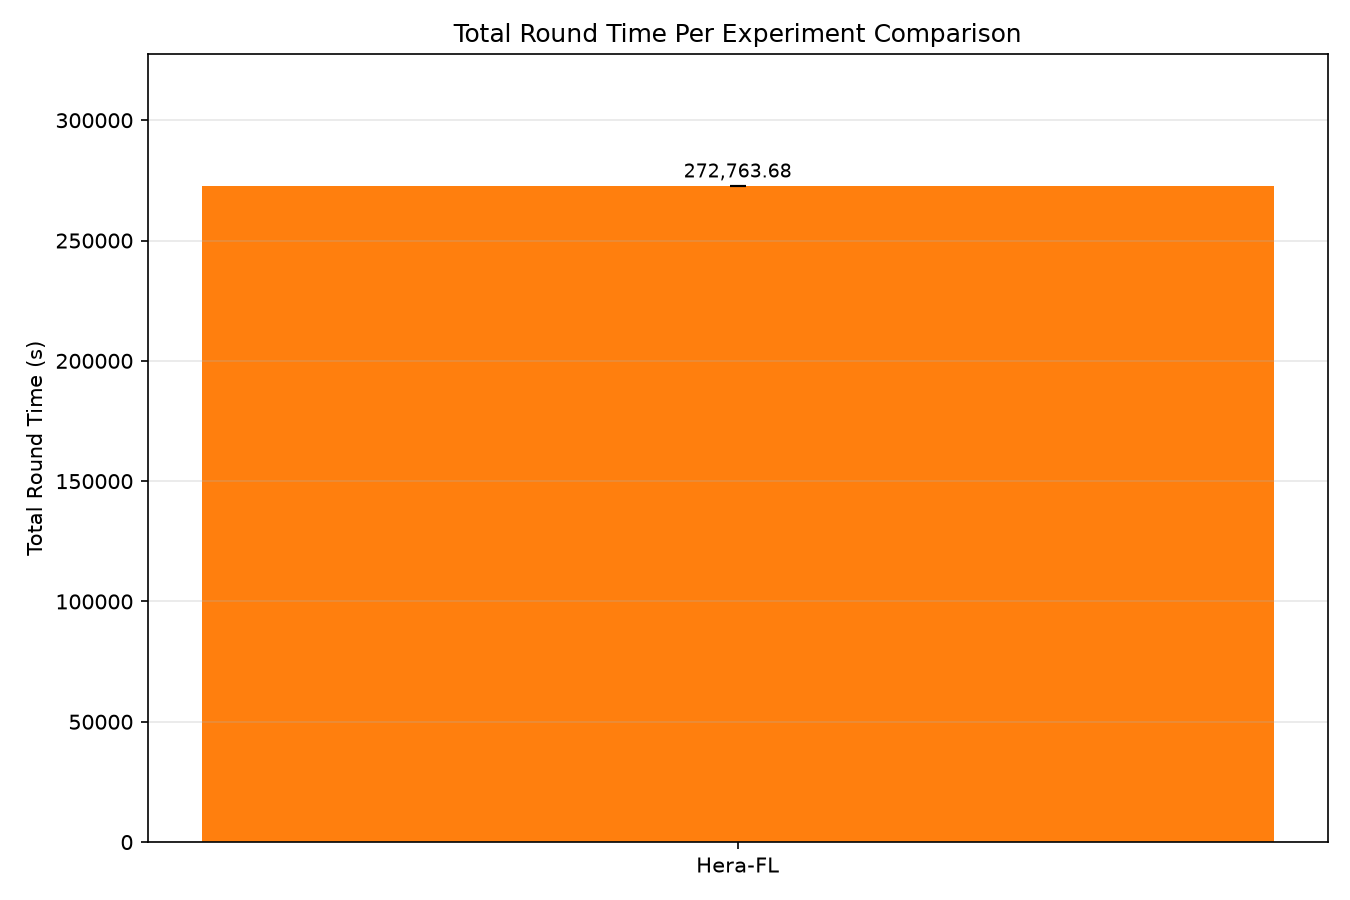 Total Round Time Per Experiment Comparison
Total Round Time (s)
300000
250000
200000
150000
100000
50000
0
272,763.68
Hera-FL